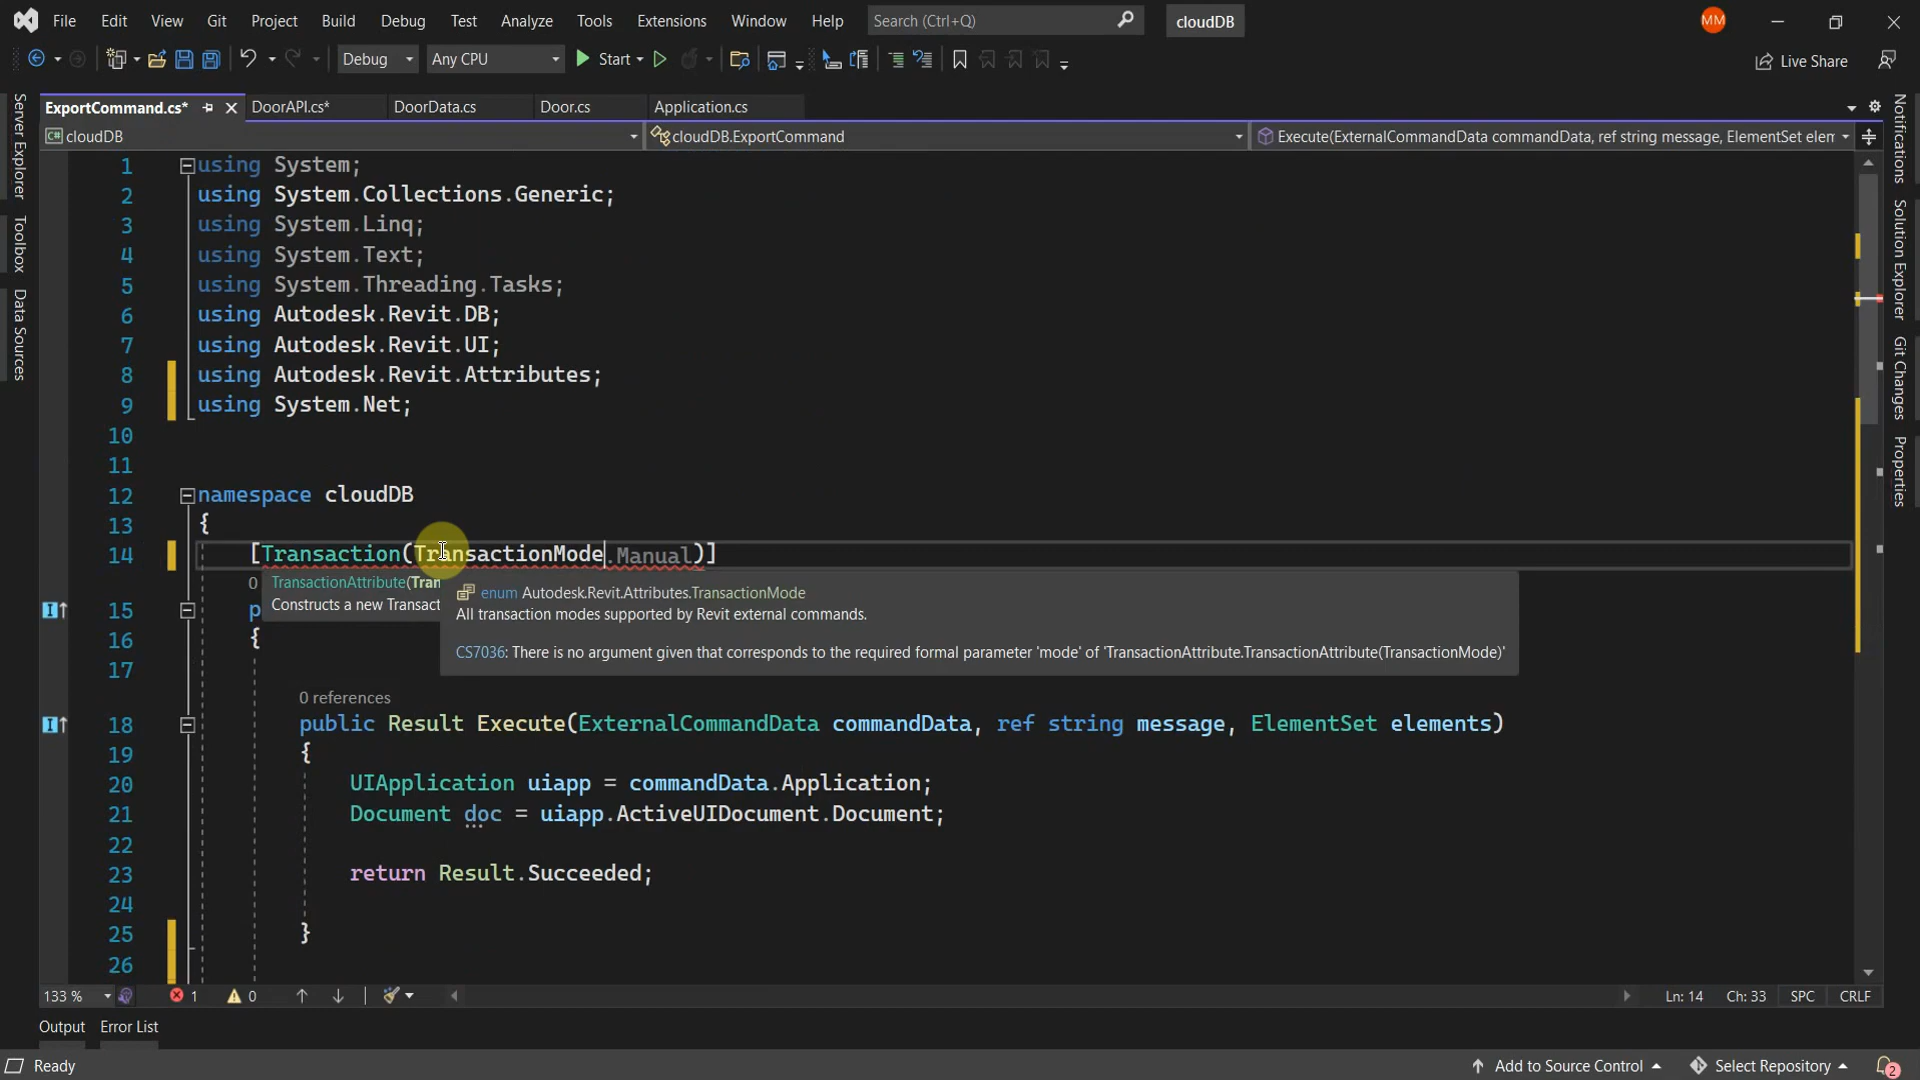 File Edit View Git Project Build Debug Test Analyze Tools Extensions Window Help Search (Ctrl+Q) cloudDB MM
Debug Any CPU Start Live Share
ExportCommand.cs* DoorAPI.cs* DoorData.cs Door.cs Application.cs
cloudDB cloudDB.ExportCommand Execute(ExternalCommandData commandData, ref string message, ElementSet elem
Server Explorer
Toolbox
Data Sources
Notifications
Solution Explorer
Git Changes
Properties
1 using System;
2 using System.Collections.Generic;
3 using System.Linq;
4 using System.Text;
5 using System.Threading.Tasks;
6 using Autodesk.Revit.DB;
7 using Autodesk.Revit.UI;
8 using Autodesk.Revit.Attributes;
9 using System.Net;
10
11
12 namespace cloudDB
13 {
14 [Transaction(TransactionMode.Manual)]
0 TransactionAttribute(Tran
Constructs a new Transact
enum Autodesk.Revit.Attributes.TransactionMode
All transaction modes supported by Revit external commands.
CS7036: There is no argument given that corresponds to the required formal parameter 'mode' of 'TransactionAttribute.TransactionAttribute(TransactionMode)'
15 p
16 {
17
0 references
18 public Result Execute(ExternalCommandData commandData, ref string message, ElementSet elements)
19 {
20 UIApplication uiapp = commandData.Application;
21 Document doc = uiapp.ActiveUIDocument.Document;
22
23 return Result.Succeeded;
24
25 }
26
133 % 1 0 Ln: 14 Ch: 33 SPC CRLF
Output Error List
Ready Add to Source Control Select Repository 2